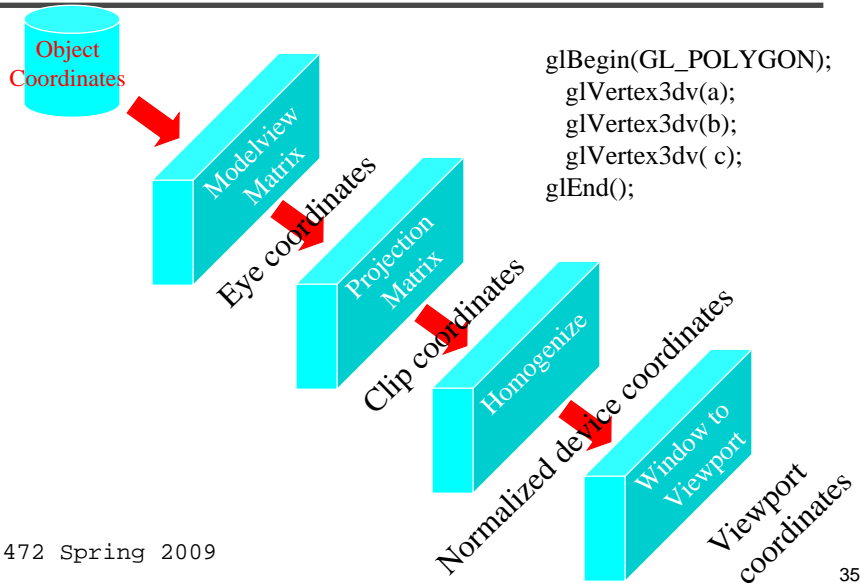 Object
Coordinates
glBegin(GL_POLYGON);
glVertex3dv(a);
glVertex3dv(b);
glVertex3dv( c);
glEnd();
Modelview
Matrix
Eye coordinates
Projection
Matrix
Clip coordinates
Homogenize
Normalized device coordinates
Window to
Viewport
Viewport
coordinates
472 Spring 2009
35